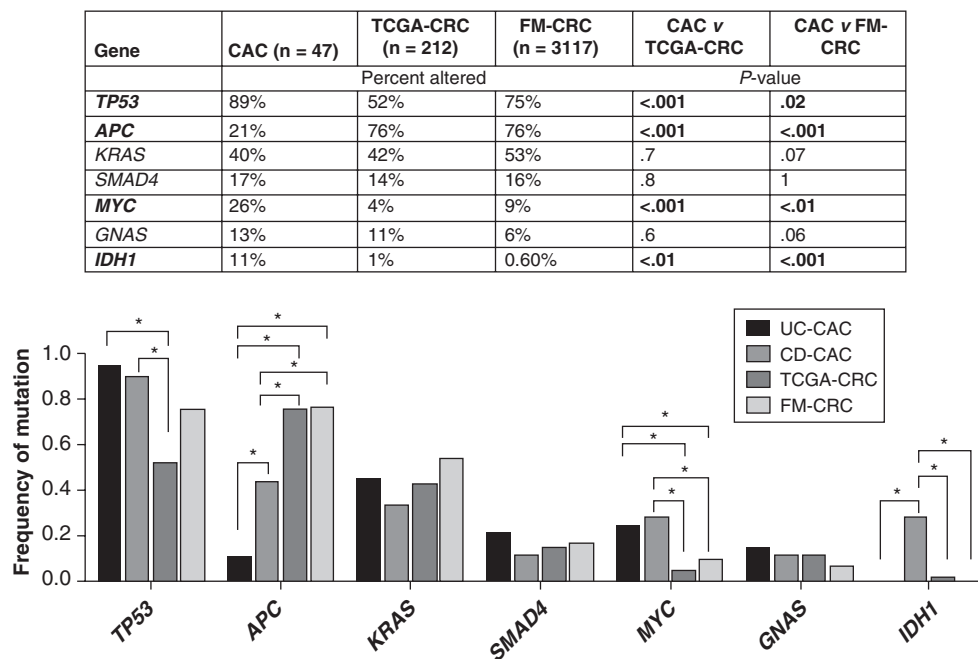 Gene CAC (n = 47) TCGA-CRC (n = 212) FM-CRC (n = 3117) CAC v TCGA-CRC CAC v FM-CRC
Percent altered P-value
TP53 89% 52% 75% <.001 .02
APC 21% 76% 76% <.001 <.001
KRAS 40% 42% 53% .7 .07
SMAD4 17% 14% 16% .8 1
MYC 26% 4% 9% <.001 <.01
GNAS 13% 11% 6% .6 .06
IDH1 11% 1% 0.60% <.01 <.001
Frequency of mutation
1.0
0.8
0.6
0.4
0.2
0.0
* *
* * * * *
* * * *
* * *
UC-CAC
CD-CAC
TCGA-CRC
FM-CRC
TP53 APC KRAS SMAD4 MYC GNAS IDH1